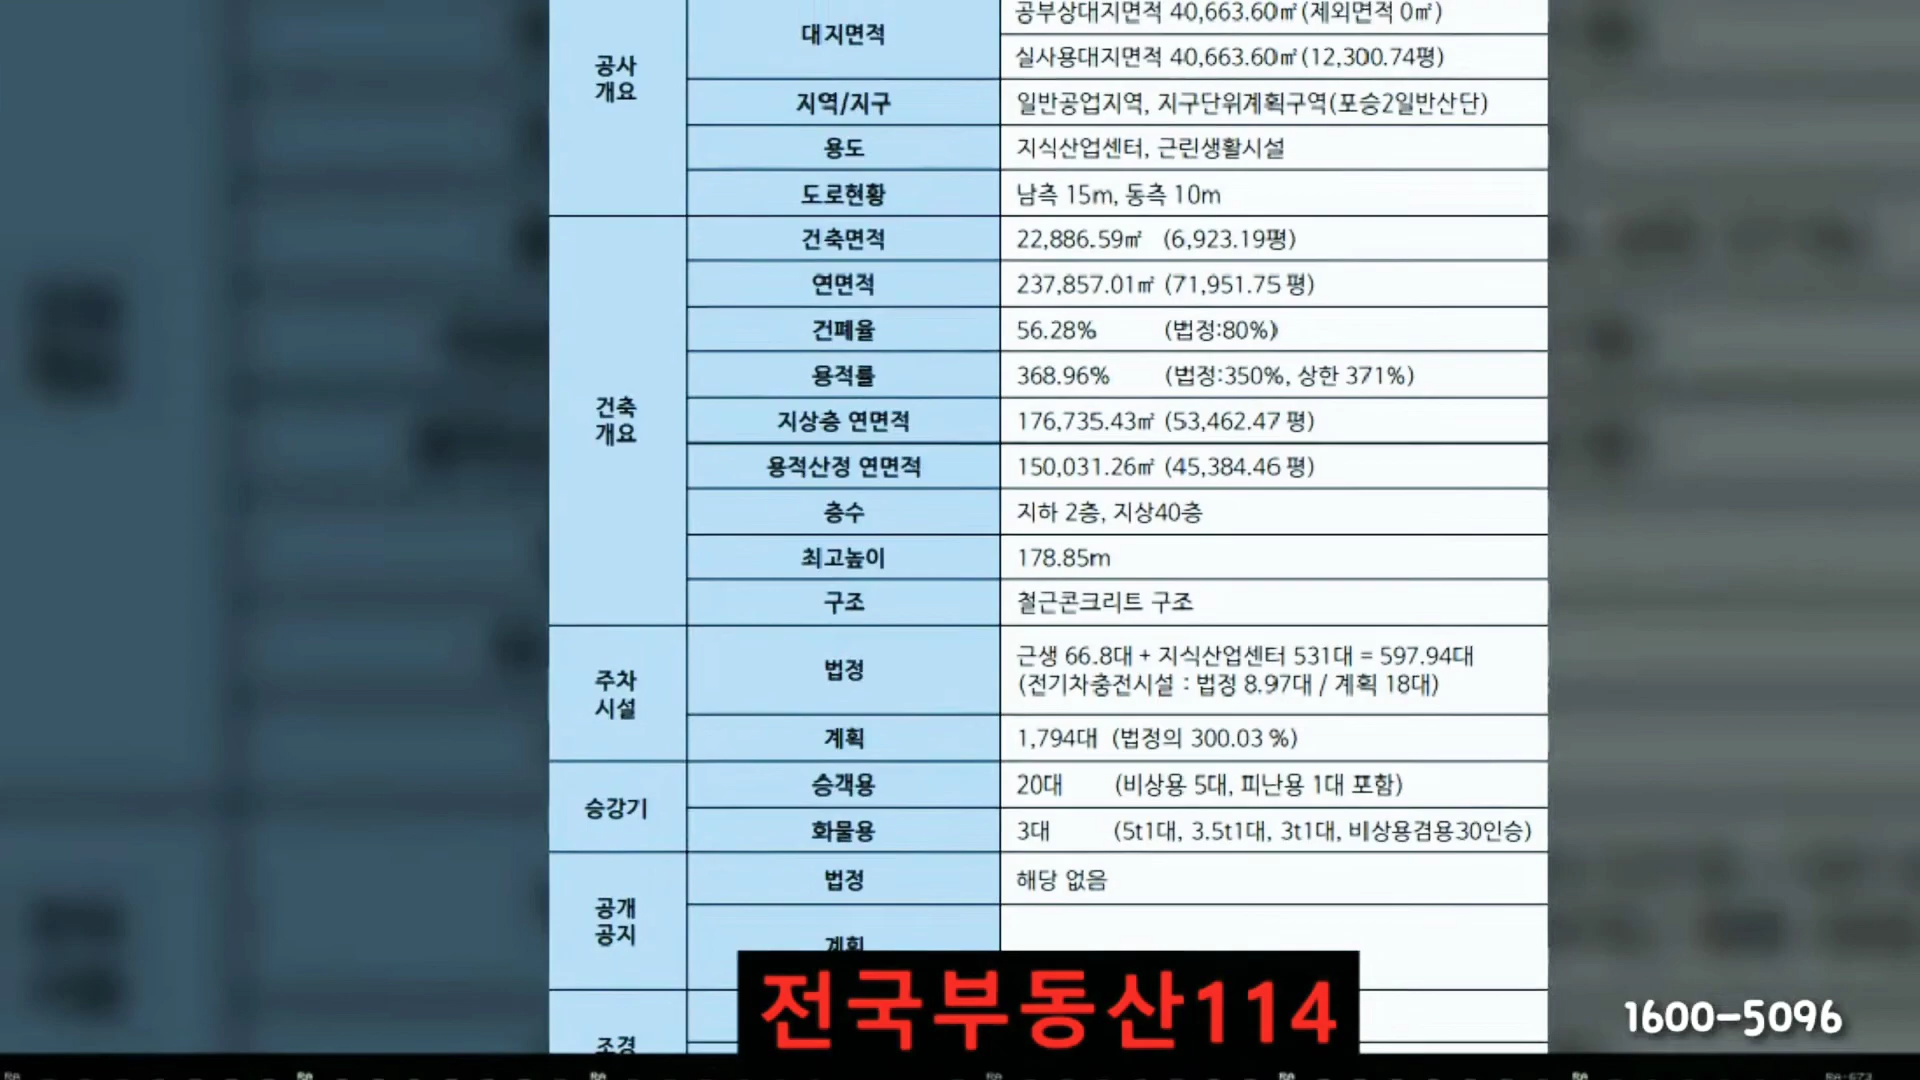 공부상대지면적 40,663.60㎡(제외면적 0㎡)
대지면적
실사용대지면적 40,663.60㎡(12,300.74평)
공사
개요
지역/지구 일반공업지역, 지구단위계획구역(포승2일반산단)
용도 지식산업센터, 근린생활시설
도로현황 남측 15m, 동측 10m
건축면적 22,886.59㎡ (6,923.19평)
연면적 237,857.01㎡ (71,951.75 평)
건폐율 56.28% (법정:80%)
용적률 368.96% (법정:350%, 상한 371%)
건축
개요
지상층 연면적 176,735.43㎡ (53,462.47 평)
용적산정 연면적 150,031.26㎡ (45,384.46 평)
층수 지하 2층, 지상40층
최고높이 178.85m
구조 철근콘크리트 구조
주차
시설
법정 근생 66.8대 + 지식산업센터 531대 = 597.94대
(전기차충전시설 : 법정 8.97대 / 계획 18대)
계획 1,794대 (법정의 300.03 %)
승강기
승객용 20대 (비상용 5대, 피난용 1대 포함)
화물용 3대 (5t1대, 3.5t1대, 3t1대, 비상용겸용30인승)
공개
공지
법정 해당 없음
계획
조경
전국부동산114
1600-5096